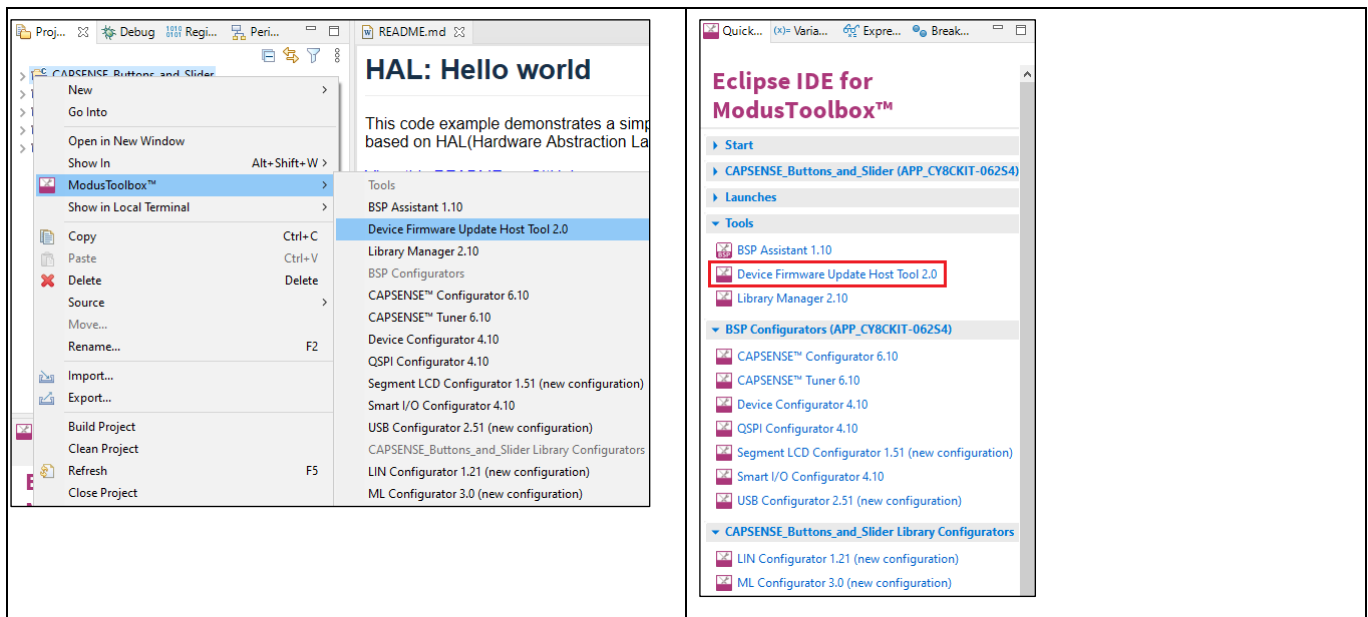 Proj...
Debug
Regi...
Peri...
CAPSENSE_Buttons_and_Slider
New
Go Into
Open in New Window
Show In Alt+Shift+W >
ModusToolbox™
Show in Local Terminal
Copy Ctrl+C
Paste Ctrl+V
Delete Delete
Source
Move...
Rename... F2
Import...
Export...
Build Project
Clean Project
Refresh F5
Close Project
README.md
HAL: Hello world
This code example demonstrates a simp
based on HAL(Hardware Abstraction La
Tools
BSP Assistant 1.10
Device Firmware Update Host Tool 2.0
Library Manager 2.10
BSP Configurators
CAPSENSE™ Configurator 6.10
CAPSENSE™ Tuner 6.10
Device Configurator 4.10
QSPI Configurator 4.10
Segment LCD Configurator 1.51 (new configuration)
Smart I/O Configurator 4.10
USB Configurator 2.51 (new configuration)
CAPSENSE_Buttons_and_Slider Library Configurators
LIN Configurator 1.21 (new configuration)
ML Configurator 3.0 (new configuration)
Quick...
(x)= Varia...
Expre...
Break...
Eclipse IDE for
ModusToolbox™
Start
CAPSENSE_Buttons_and_Slider (APP_CY8CKIT-062S4)
Launches
Tools
BSP Assistant 1.10
Device Firmware Update Host Tool 2.0
Library Manager 2.10
BSP Configurators (APP_CY8CKIT-062S4)
CAPSENSE™ Configurator 6.10
CAPSENSE™ Tuner 6.10
Device Configurator 4.10
QSPI Configurator 4.10
Segment LCD Configurator 1.51 (new configuration)
Smart I/O Configurator 4.10
USB Configurator 2.51 (new configuration)
CAPSENSE_Buttons_and_Slider Library Configurators
LIN Configurator 1.21 (new configuration)
ML Configurator 3.0 (new configuration)